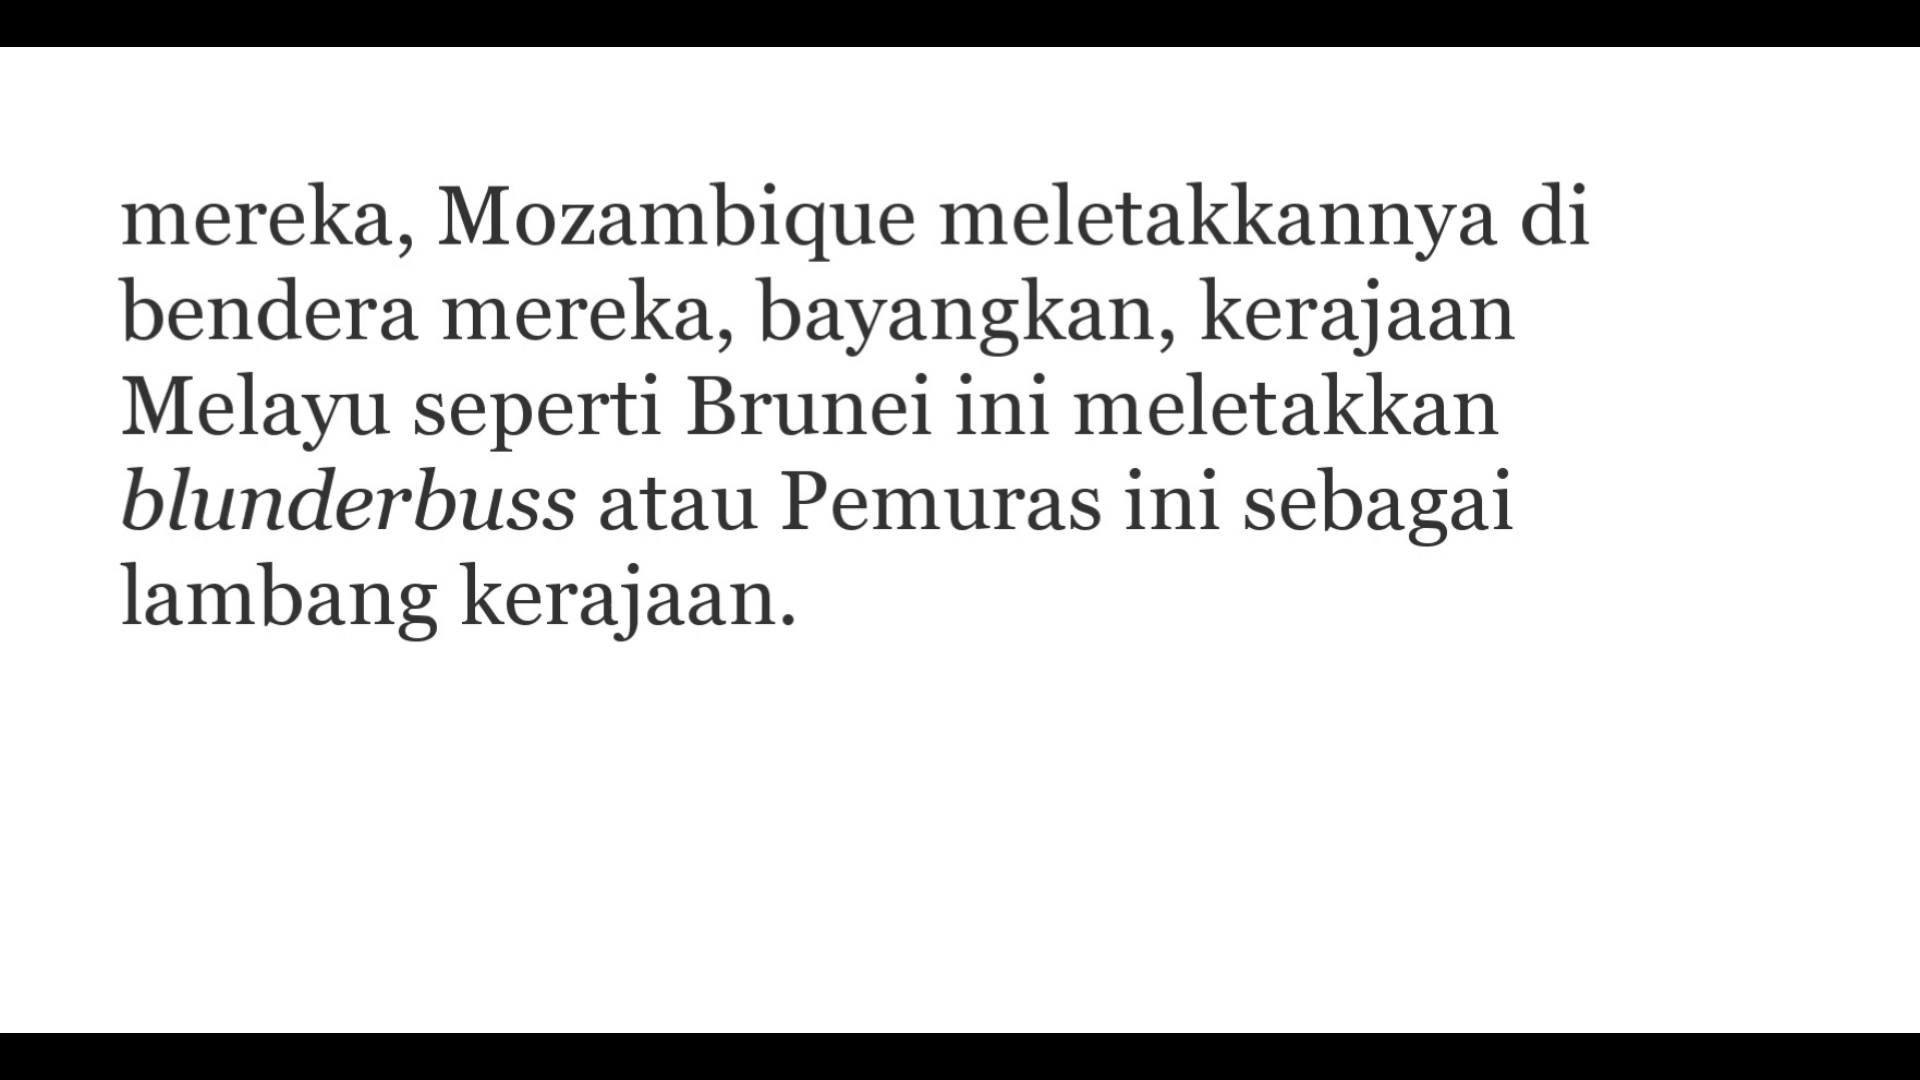 mereka, Mozambique meletakkannya di
bendera mereka, bayangkan, kerajaan
Melayu seperti Brunei ini meletakkan
blunderbuss atau Pemuras ini sebagai
lambang kerajaan.